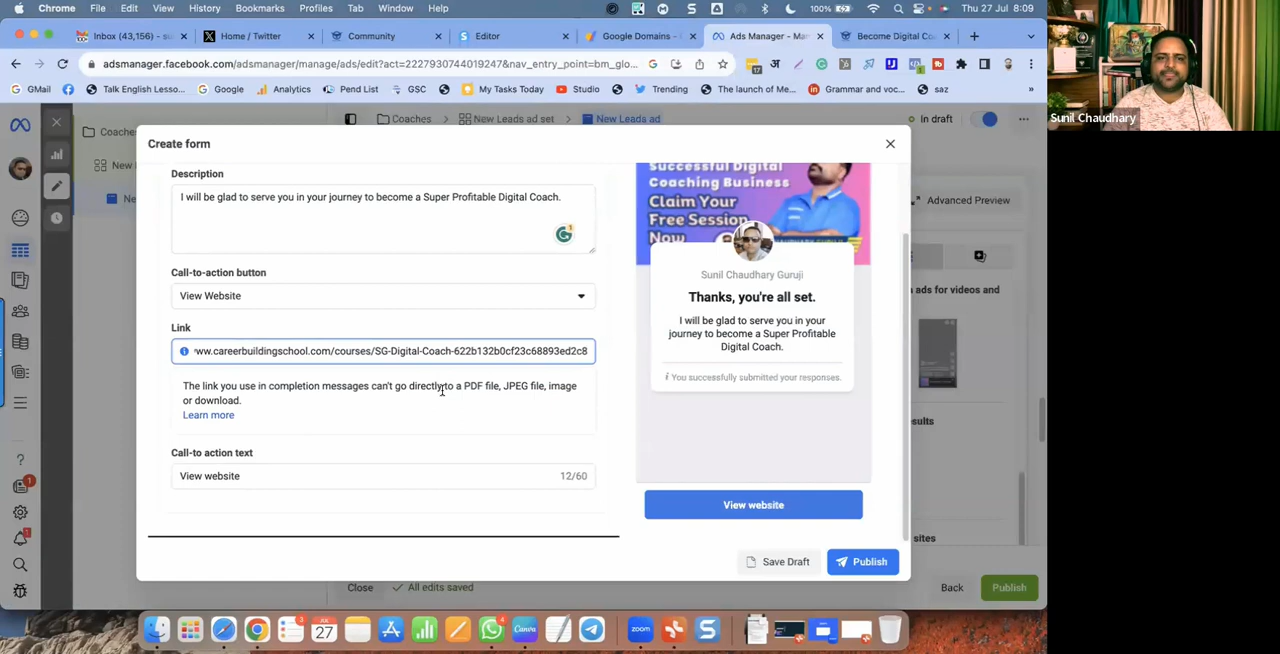 Chrome File Edit View History Bookmarks Profiles Tab Window Help
100% Thu 27 Jul 8:09
Inbox (43,156) - su
Home / Twitter
Community
Editor
Google Domains -
Ads Manager - Man
Become Digital Co
adsmanager.facebook.com/adsmanager/manage/ads/edit?act=2227930744019247&nav_entry_point=bm_glo...
GMail
Talk English Lesso...
Google
Analytics
Pend List
GSC
My Tasks Today
Studio
Trending
The launch of Me...
Grammar and voc...
saz
»
Coaches
New Leads ad set
New Leads ad
In draft
Coache
New l
Ne
Advanced Preview
n ads for videos and
sults
sites
Create form
Description
I will be glad to serve you in your journey to become a Super Profitable Digital Coach.
Call-to-action button
View Website
Link
ww.careerbuildingschool.com/courses/SG-Digital-Coach-622b132b0cf23c68893ed2c8
The link you use in completion messages can't go directly to a PDF file, JPEG file, image
or download.
Learn more
Call-to action text
View website
12/60
Successful Digital
Coaching Business
Claim Your
Free Session
Now
Sunil Chaudhary Guruji
Thanks, you're all set.
I will be glad to serve you in your
journey to become a Super Profitable
Digital Coach.
You successfully submitted your responses.
View website
Save Draft
Publish
Close
All edits saved
Back
Publish
Sunil Chaudhary
JUL
27
Canva
zoom